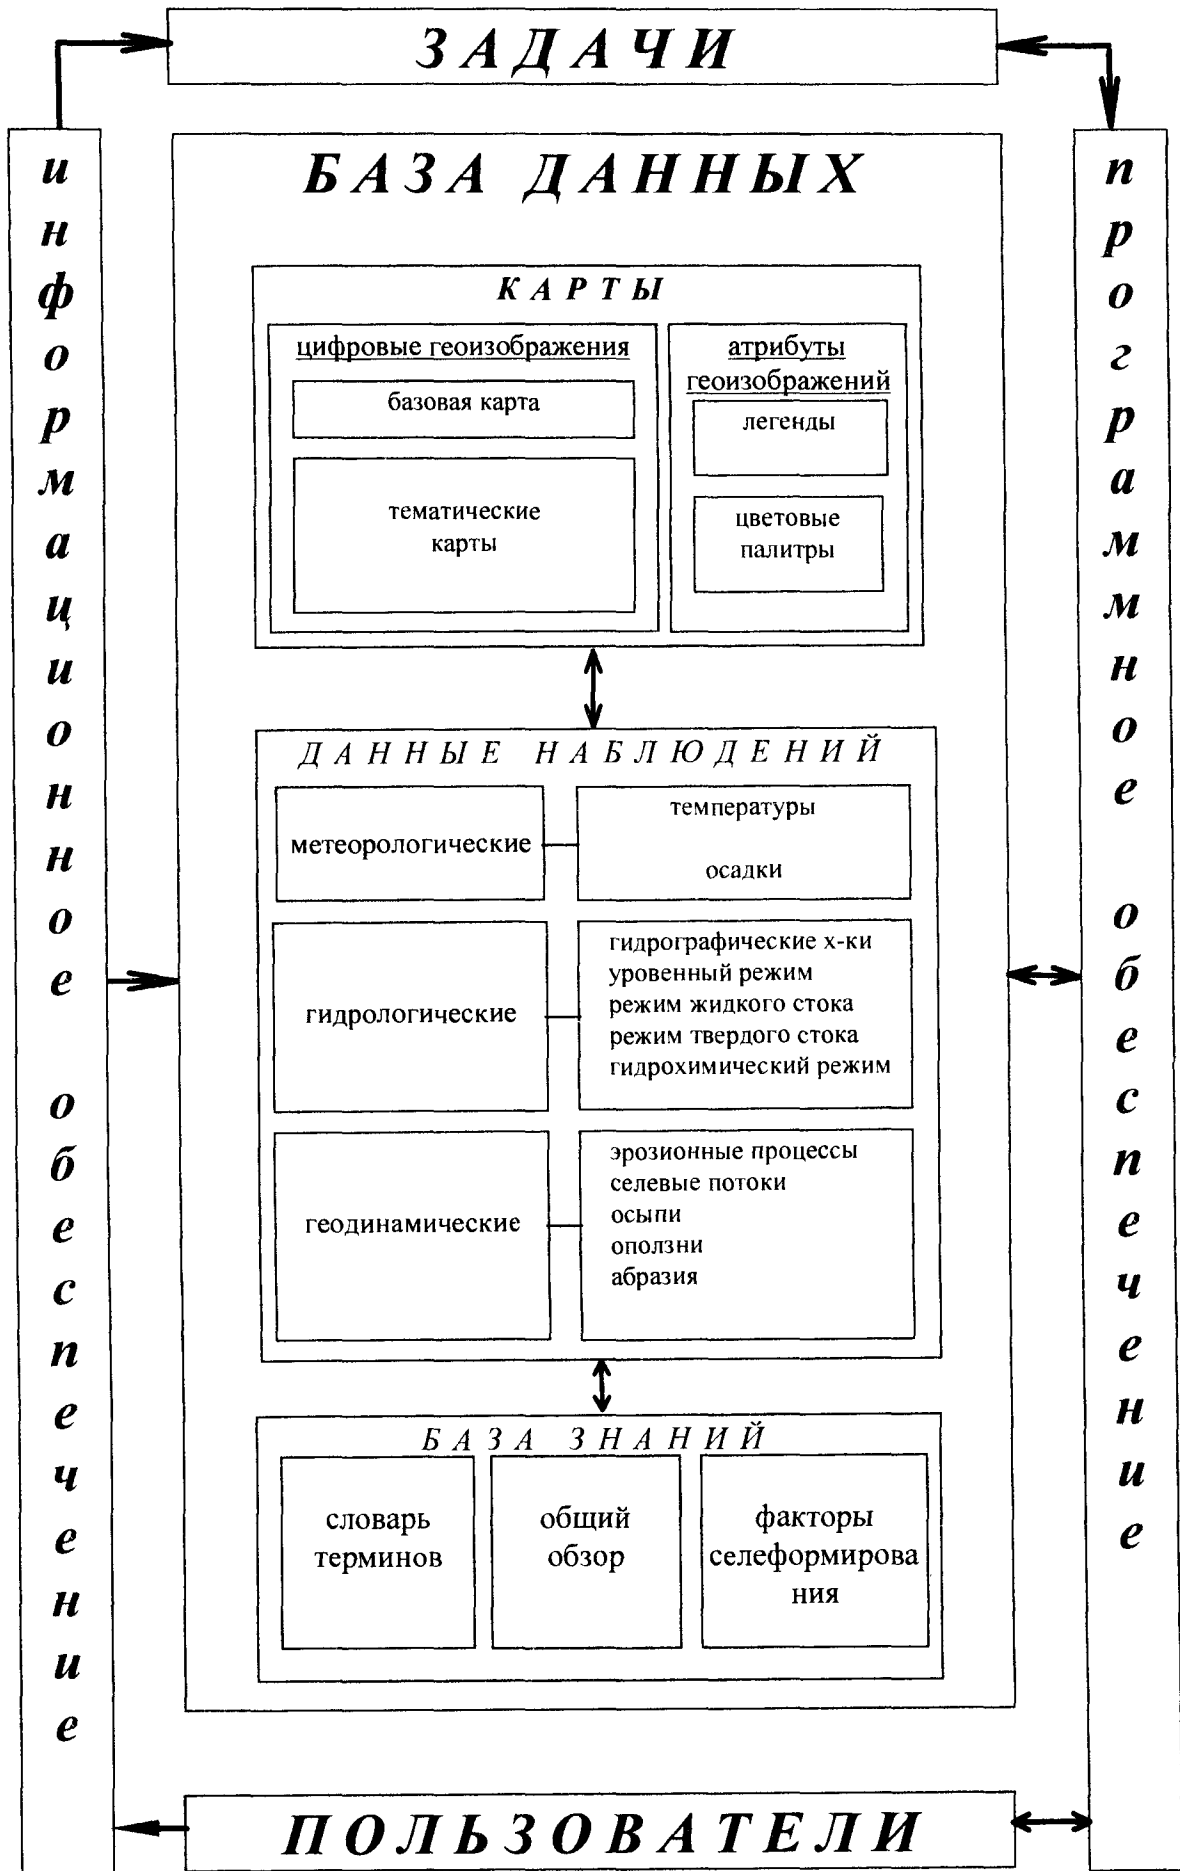 ЗАДАЧИ
информационное обеспечение
БАЗА ДАННЫХ
КАРТЫ
цифровые геоизображения
базовая карта
тематические
карты
атрибуты
геоизображений
легенды
цветовые
палитры
ДАННЫЕ НАБЛЮДЕНИЙ
метеорологические
температуры
осадки
гидрологические
гидрографические х-ки
уровенный режим
режим жидкого стока
режим твердого стока
гидрохимический режим
геодинамические
эрозионные процессы
селевые потоки
осыпи
оползни
абразия
БАЗА ЗНАНИЙ
словарь
терминов
общий
обзор
факторы
селеформирова
ния
программное обеспечение
ПОЛЬЗОВАТЕЛИ